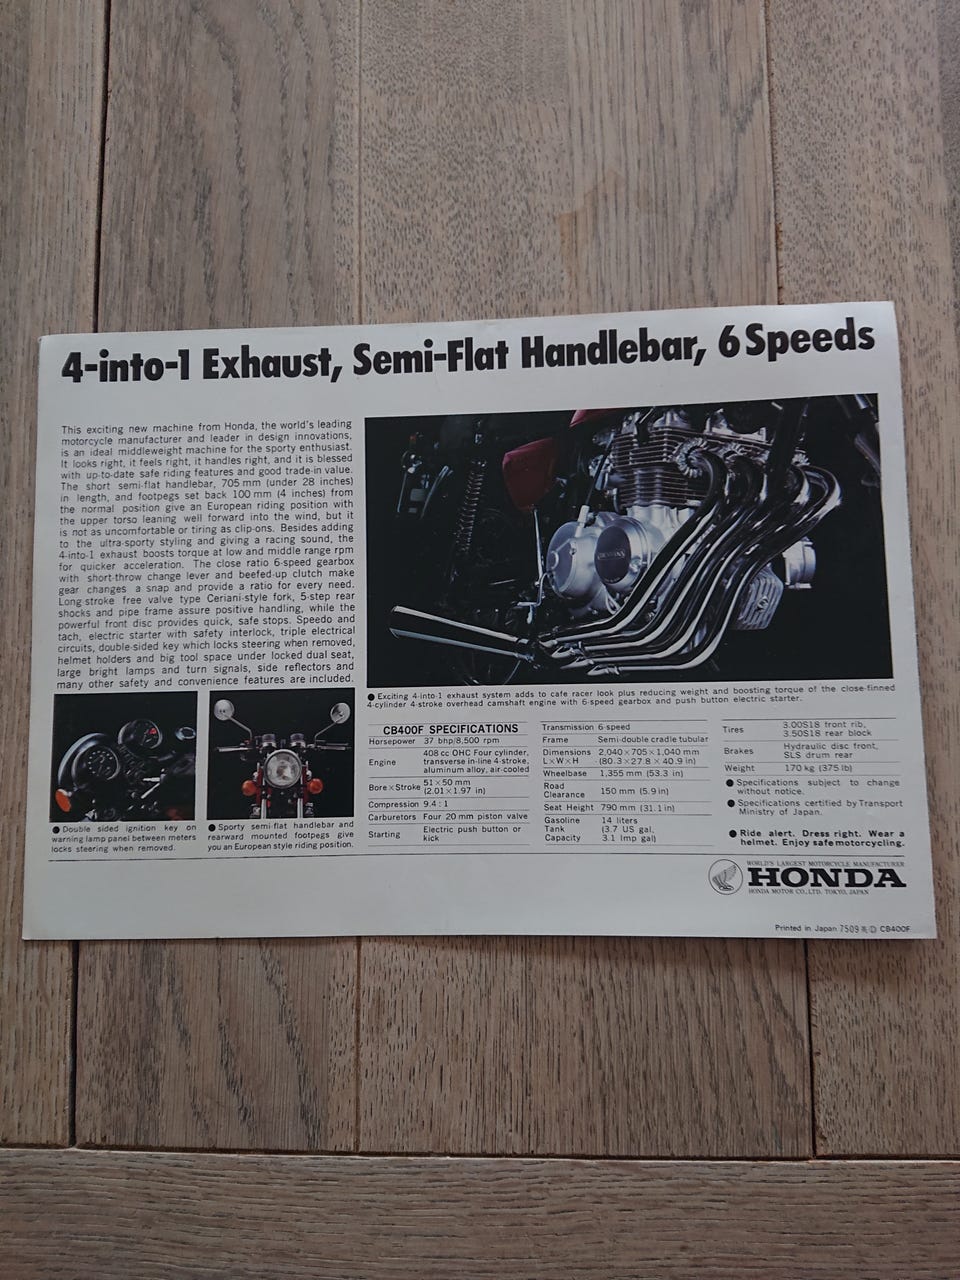 4-into-1 Exhaust, Semi-Flat Handlebar, 6 Speeds
This exciting new machine from Honda, the world's leading
motorcycle manufacturer and leader in design innovations,
is an ideal middleweight machine for the sporty enthusiast.
It looks right, it feels right, it handles right, and it is blessed
with up-to-date safe riding features and good trade-in value.
The short semi-flat handlebar, 705 mm (under 28 inches)
in length, and footpegs set back 100 mm (4 inches) from
the normal position give an European riding position with
the upper torso leaning well forward into the wind, but it
is not as uncomfortable or tiring as clip-ons. Besides adding
to the ultra-sporty styling and giving a racing sound, the
4-into-1 exhaust boosts torque at low and middle range rpm
for quicker acceleration. The close ratio 6-speed gearbox
with short-throw change lever and beefed-up clutch make
gear changes a snap and provide a ratio for every need.
Long-stroke free valve type Ceriani-style fork, 5-step rear
shocks and pipe frame assure positive handling, while the
powerful front disc provides quick, safe stops. Speedo and
tach, electric starter with safety interlock, triple electrical
circuits, double-sided key which locks steering when removed,
helmet holders and big tool space under locked dual seat,
large bright lamps and turn signals, side reflectors and
many other safety and convenience features are included.
● Exciting 4-into-1 exhaust system adds to cafe racer look plus reducing weight and boosting torque of the close-finned
4-cylinder 4-stroke overhead camshaft engine with 6-speed gearbox and push button electric starter.
● Double sided ignition key on
warning lamp panel between meters
locks steering when removed.
● Sporty semi-flat handlebar and
rearward mounted footpegs give
you an European style riding position.
CB400F SPECIFICATIONS
Horsepower 37 bhp/8,500 rpm
Engine 408 cc OHC Four cylinder,
transverse in-line 4-stroke,
aluminum alloy, air-cooled
Bore × Stroke 51 × 50 mm
(2.01 × 1.97 in)
Compression 9.4 : 1
Carburetors Four 20 mm piston valve
Starting Electric push button or
kick
Transmission 6-speed
Frame Semi-double cradle tubular
Dimensions 2,040 × 705 × 1,040 mm
L × W × H (80.3 × 27.8 × 40.9 in)
Wheelbase 1,355 mm (53.3 in)
Road
Clearance 150 mm (5.9 in)
Seat Height 790 mm (31.1 in)
Gasoline 14 liters
Tank (3.7 US gal,
Capacity 3.1 Imp gal)
Tires 3.00S18 front rib,
3.50S18 rear block
Brakes Hydraulic disc front,
SLS drum rear
Weight 170 kg (375 lb)
● Specifications subject to change
without notice.
● Specifications certified by Transport
Ministry of Japan.
● Ride alert. Dress right. Wear a
helmet. Enjoy safe motorcycling.
WORLD'S LARGEST MOTORCYCLE MANUFACTURER
HONDA
HONDA MOTOR CO., LTD. TOKYO, JAPAN
Printed in Japan 7509 英 D CB400F